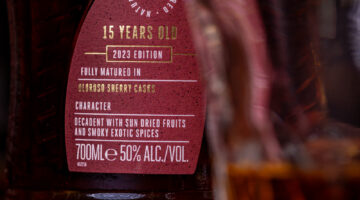 15 YEARS OLD
2023 EDITION
FULLY MATURED IN
OLOROSO SHERRY CASKS
CHARACTER
DECADENT WITH SUN DRIED FRUITS
AND SMOKY EXOTIC SPICES
700ML e 50% ALC./VOL.